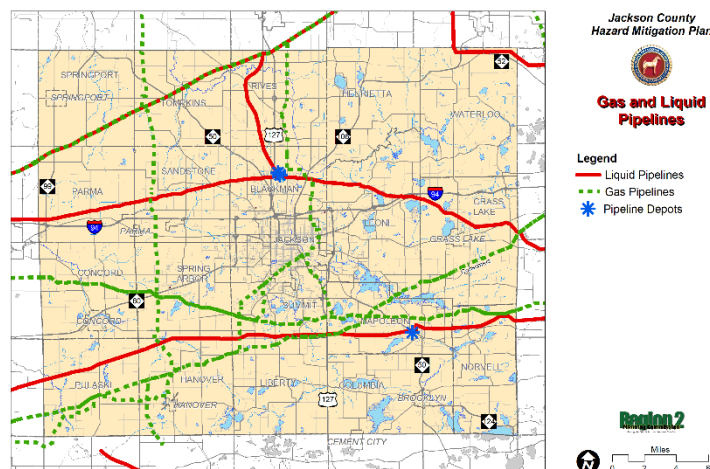 Jackson County
Hazard Mitigation Plan
Gas and Liquid
Pipelines
Legend
Liquid Pipelines
Gas Pipelines
Pipeline Depots
Region 2
Miles
N
SPRINGPORT
SPRINGPORT
TOMPKINS
RIVES
HENRIETTA
WATERLOO
52
127
50
106
99
PARMA
SANDSTONE
BLACKMAN
94
GRASS
LAKE
94
PARMA
JACKSON
LEONI
GRASS LAKE
CONCORD
SPRING
ARBOR
60
CONCORD
SUMMIT
NAPOLEON
PULASKI
HANOVER
HANOVER
LIBERTY
127
COLUMBIA
50
NORVELL
BROOKLYN
124
CEMENT CITY